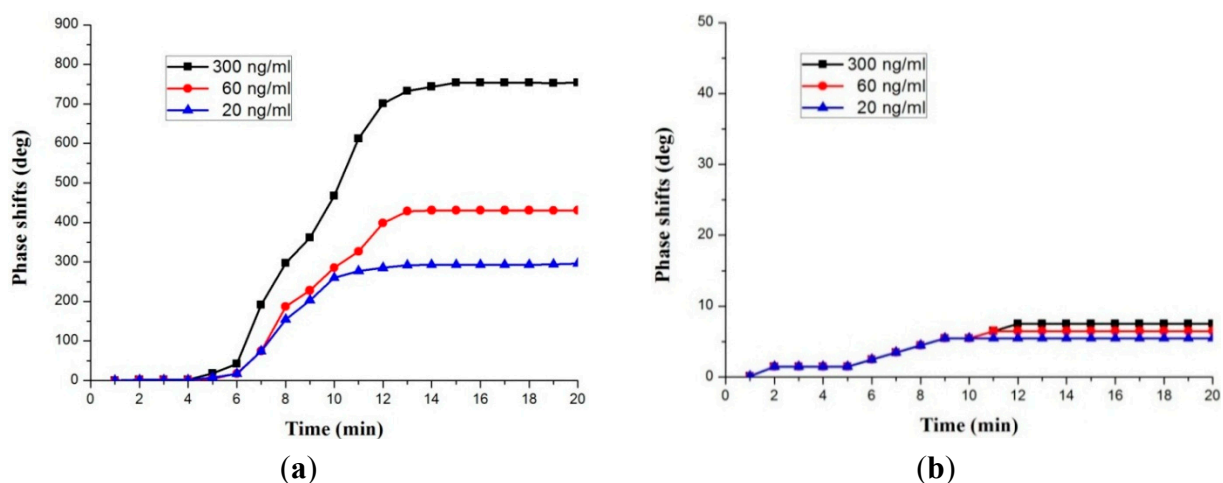 900
800
700
600
500
400
300
200
100
0
Phase shifts (deg)
300 ng/ml
60 ng/ml
20 ng/ml
0 2 4 6 8 10 12 14 16 18 20
Time (min)
(a)
50
40
30
20
10
0
Phase shifts (deg)
300 ng/ml
60 ng/ml
20 ng/ml
0 2 4 6 8 10 12 14 16 18 20
Time (min)
(b)